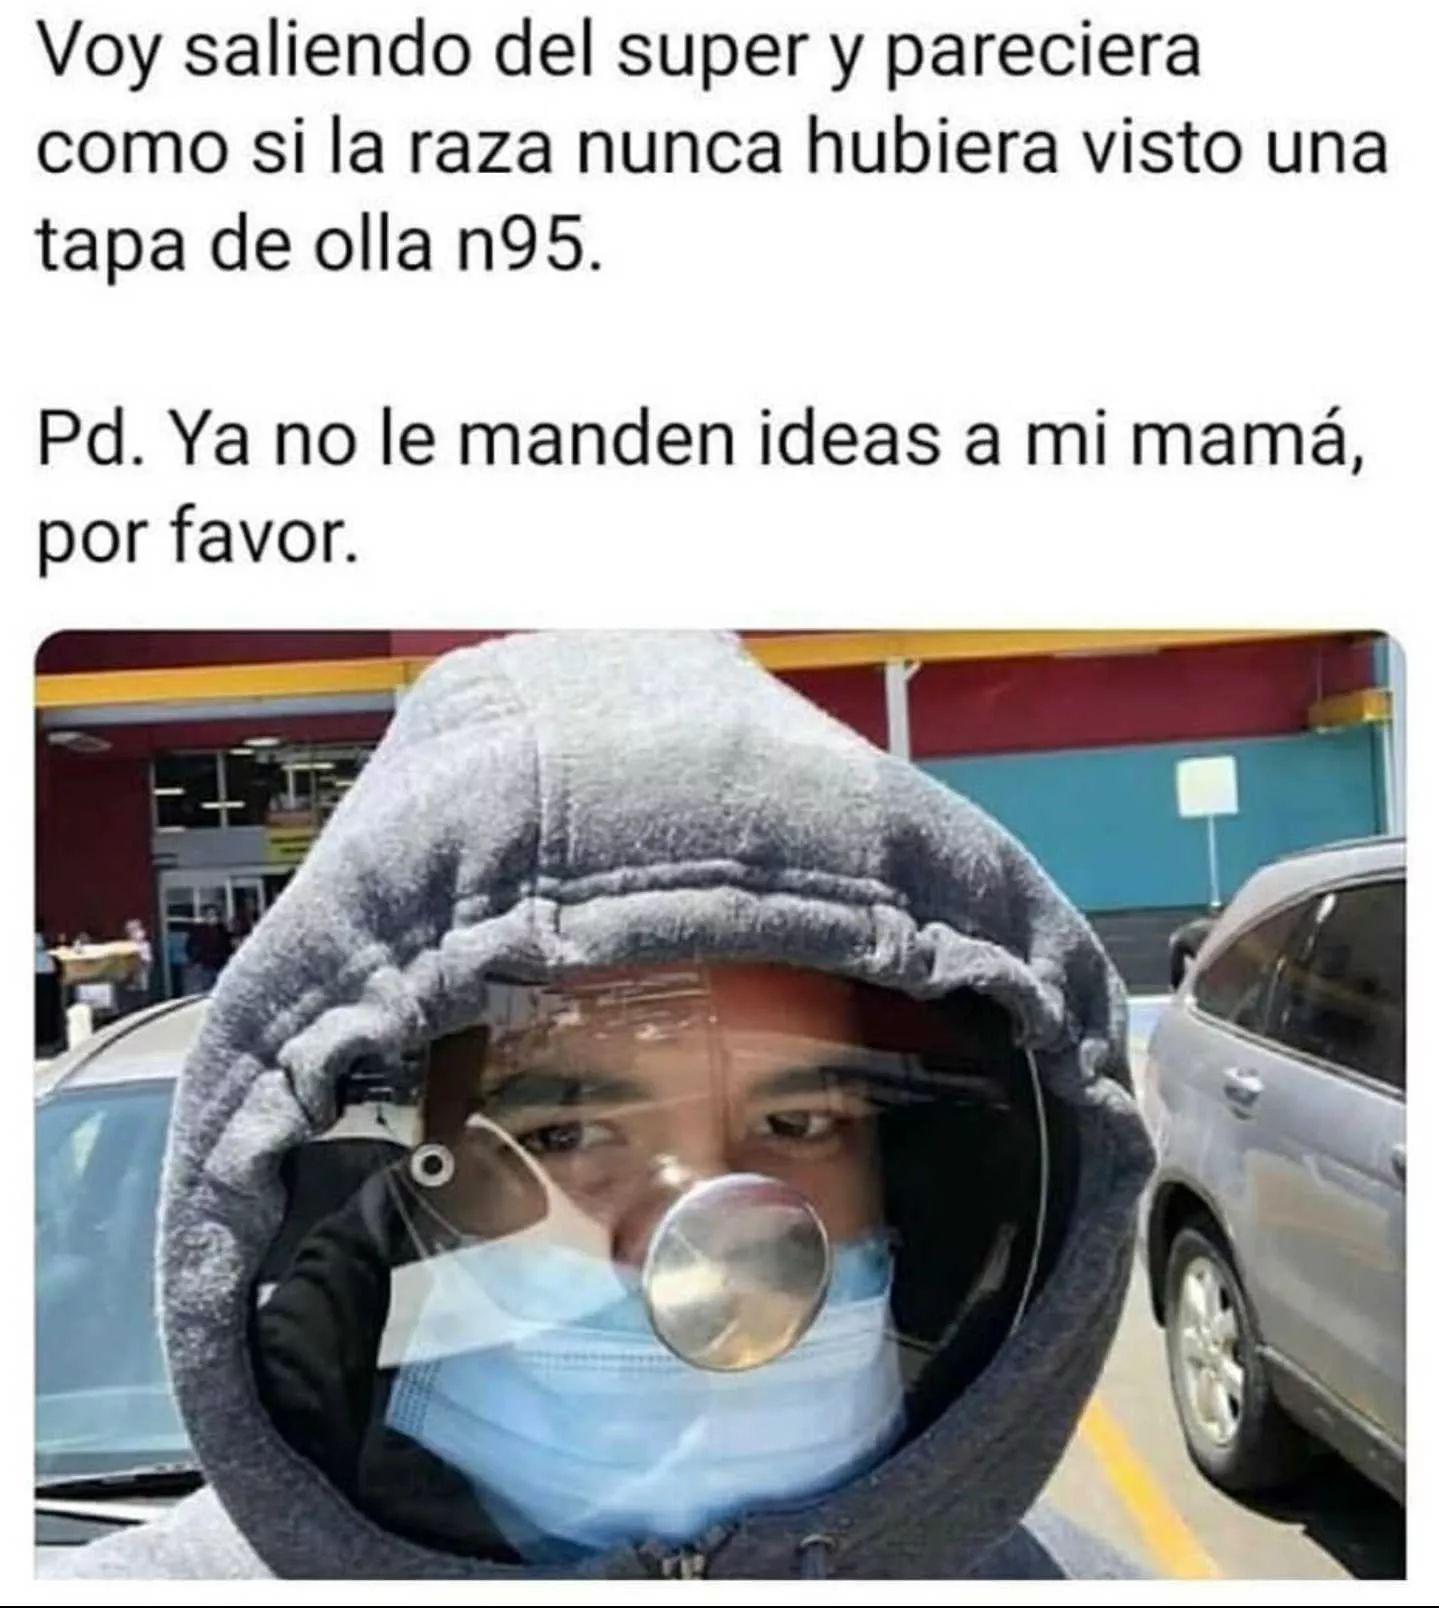 Voy saliendo del super y pareciera
como si la raza nunca hubiera visto una
tapa de olla n95.
Pd. Ya no le manden ideas a mi mamá,
por favor.